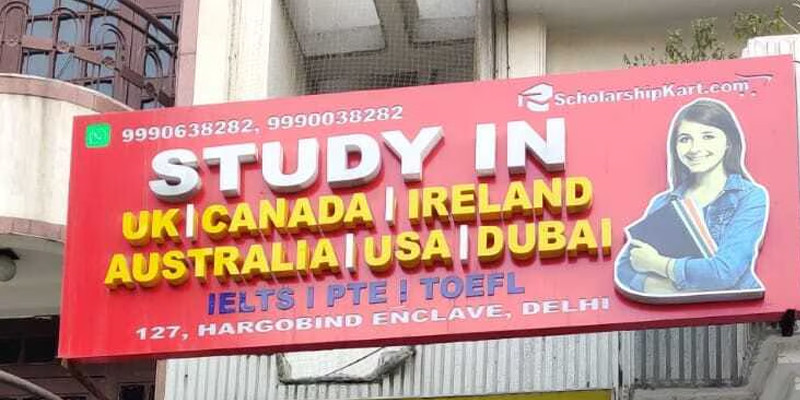 ScholarshipKart.com
9990638282, 9990038282
STUDY IN
UK | CANADA | IRELAND
AUSTRALIA | USA | DUBAI
IELTS | PTE | TOEFL
127, HARGOBIND ENCLAVE, DELHI